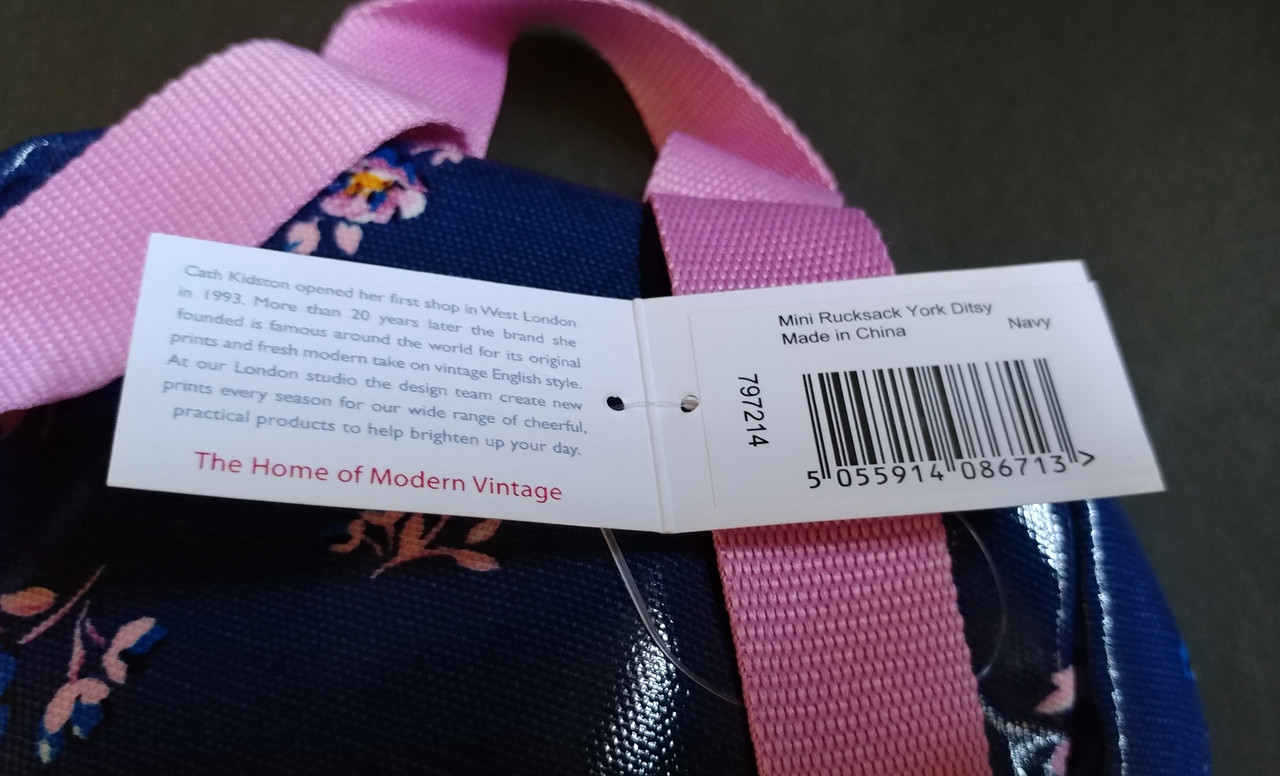 Cath Kidston opened her first shop in West London
in 1993. More than 20 years later the brand she
founded is famous around the world for its original
prints and fresh modern take on vintage English style.
At our London studio the design team create new
prints every season for our wide range of cheerful,
practical products to help brighten up your day.
The Home of Modern Vintage
Mini Rucksack York Ditsy
Made in China
Navy
797214
5 055914 086713 >